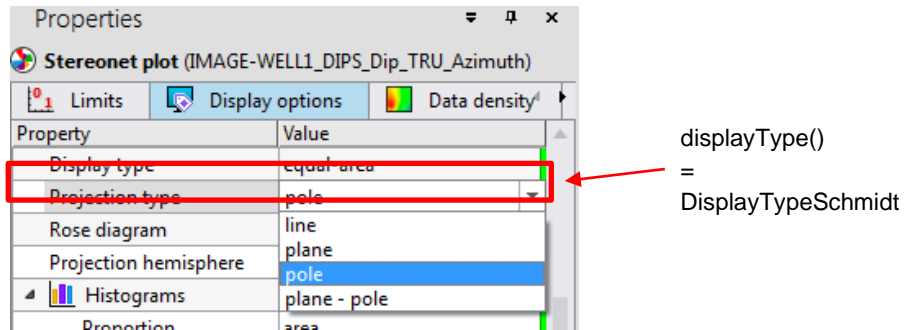 Properties
Stereonet plot (IMAGE-WELL1_DIPS_Dip_TRU_Azimuth)
Limits Display options Data density
Property Value
Display type equal-area
Projection type pole
Rose diagram line
Projection hemisphere plane
pole
Histograms plane - pole
Proportion area
displayType()
=
DisplayTypeSchmidt